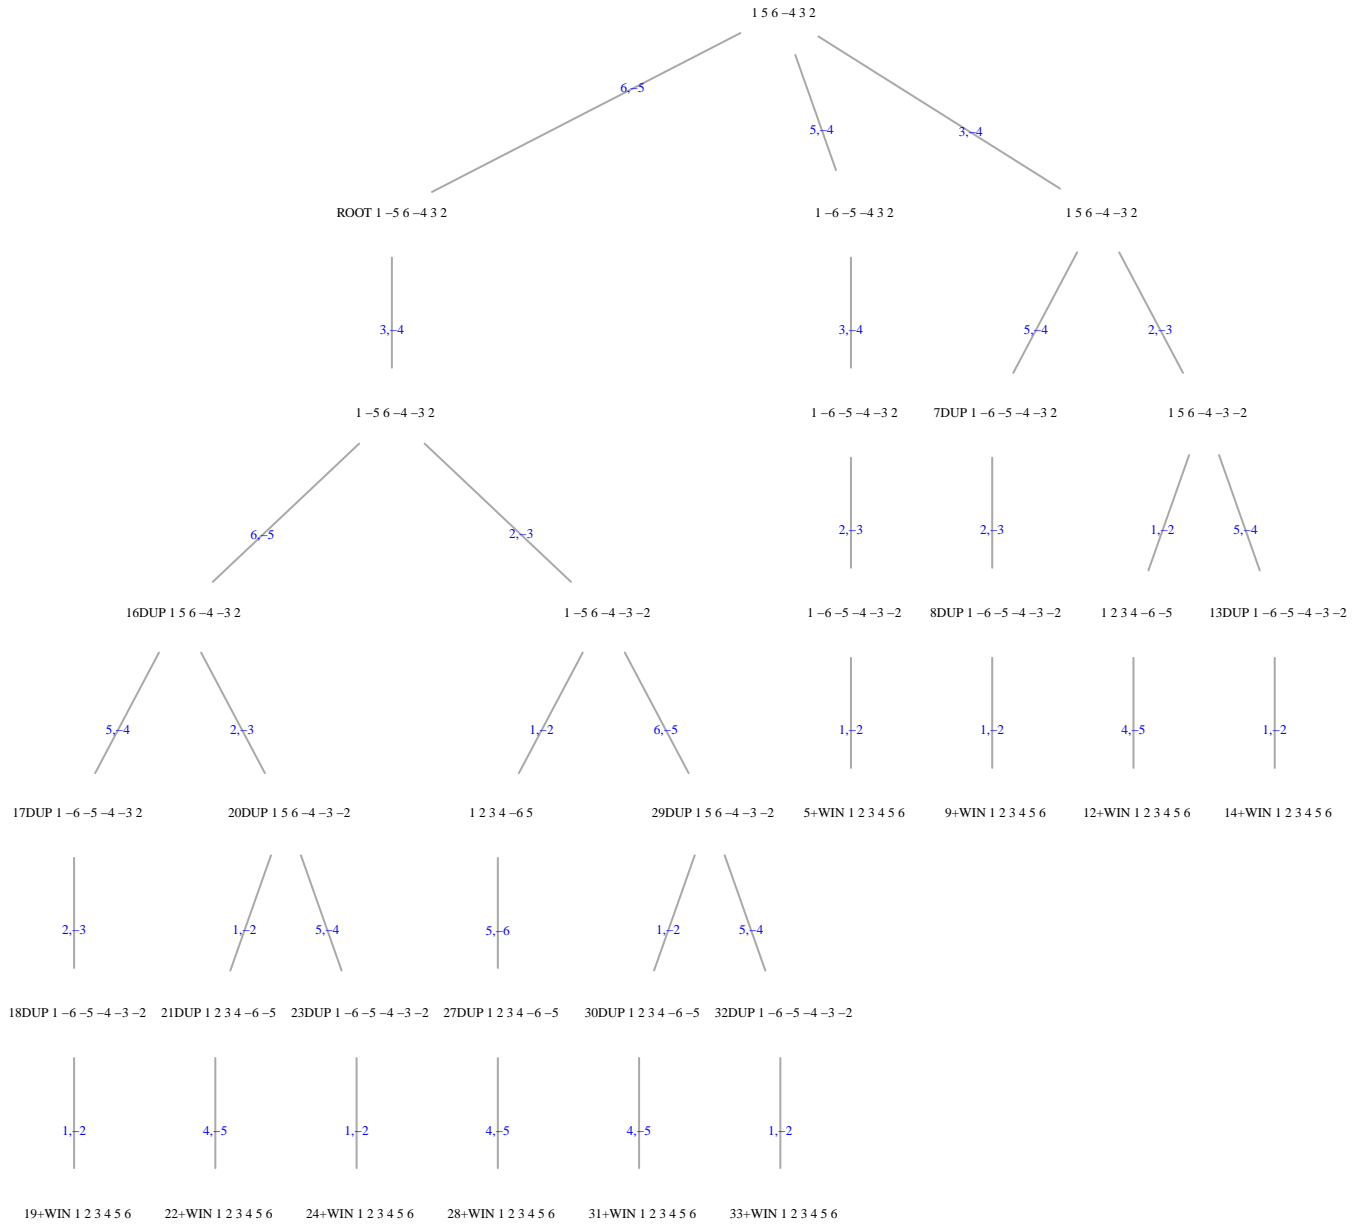 1 5 6 −4 3 2
6,−5
5,−4
3,−4
ROOT 1 −5 6 −4 3 2
1 −6 −5 −4 3 2
1 5 6 −4 −3 2
3,−4
3,−4
5,−4
2,−3
1 −5 6 −4 −3 2
1 −6 −5 −4 −3 2
7DUP 1 −6 −5 −4 −3 2
1 5 6 −4 −3 −2
6,−5
2,−3
2,−3
2,−3
1,−2
5,−4
16DUP 1 5 6 −4 −3 2
1 −5 6 −4 −3 −2
1 −6 −5 −4 −3 −2
8DUP 1 −6 −5 −4 −3 −2
1 2 3 4 −6 −5
13DUP 1 −6 −5 −4 −3 −2
5,−4
2,−3
1,−2
6,−5
1,−2
1,−2
4,−5
1,−2
17DUP 1 −6 −5 −4 −3 2
20DUP 1 5 6 −4 −3 −2
1 2 3 4 −6 5
29DUP 1 5 6 −4 −3 −2
5+WIN 1 2 3 4 5 6
9+WIN 1 2 3 4 5 6
12+WIN 1 2 3 4 5 6
14+WIN 1 2 3 4 5 6
2,−3
1,−2
5,−4
5,−6
1,−2
5,−4
18DUP 1 −6 −5 −4 −3 −2
21DUP 1 2 3 4 −6 −5
23DUP 1 −6 −5 −4 −3 −2
27DUP 1 2 3 4 −6 −5
30DUP 1 2 3 4 −6 −5
32DUP 1 −6 −5 −4 −3 −2
1,−2
4,−5
1,−2
4,−5
4,−5
1,−2
19+WIN 1 2 3 4 5 6
22+WIN 1 2 3 4 5 6
24+WIN 1 2 3 4 5 6
28+WIN 1 2 3 4 5 6
31+WIN 1 2 3 4 5 6
33+WIN 1 2 3 4 5 6